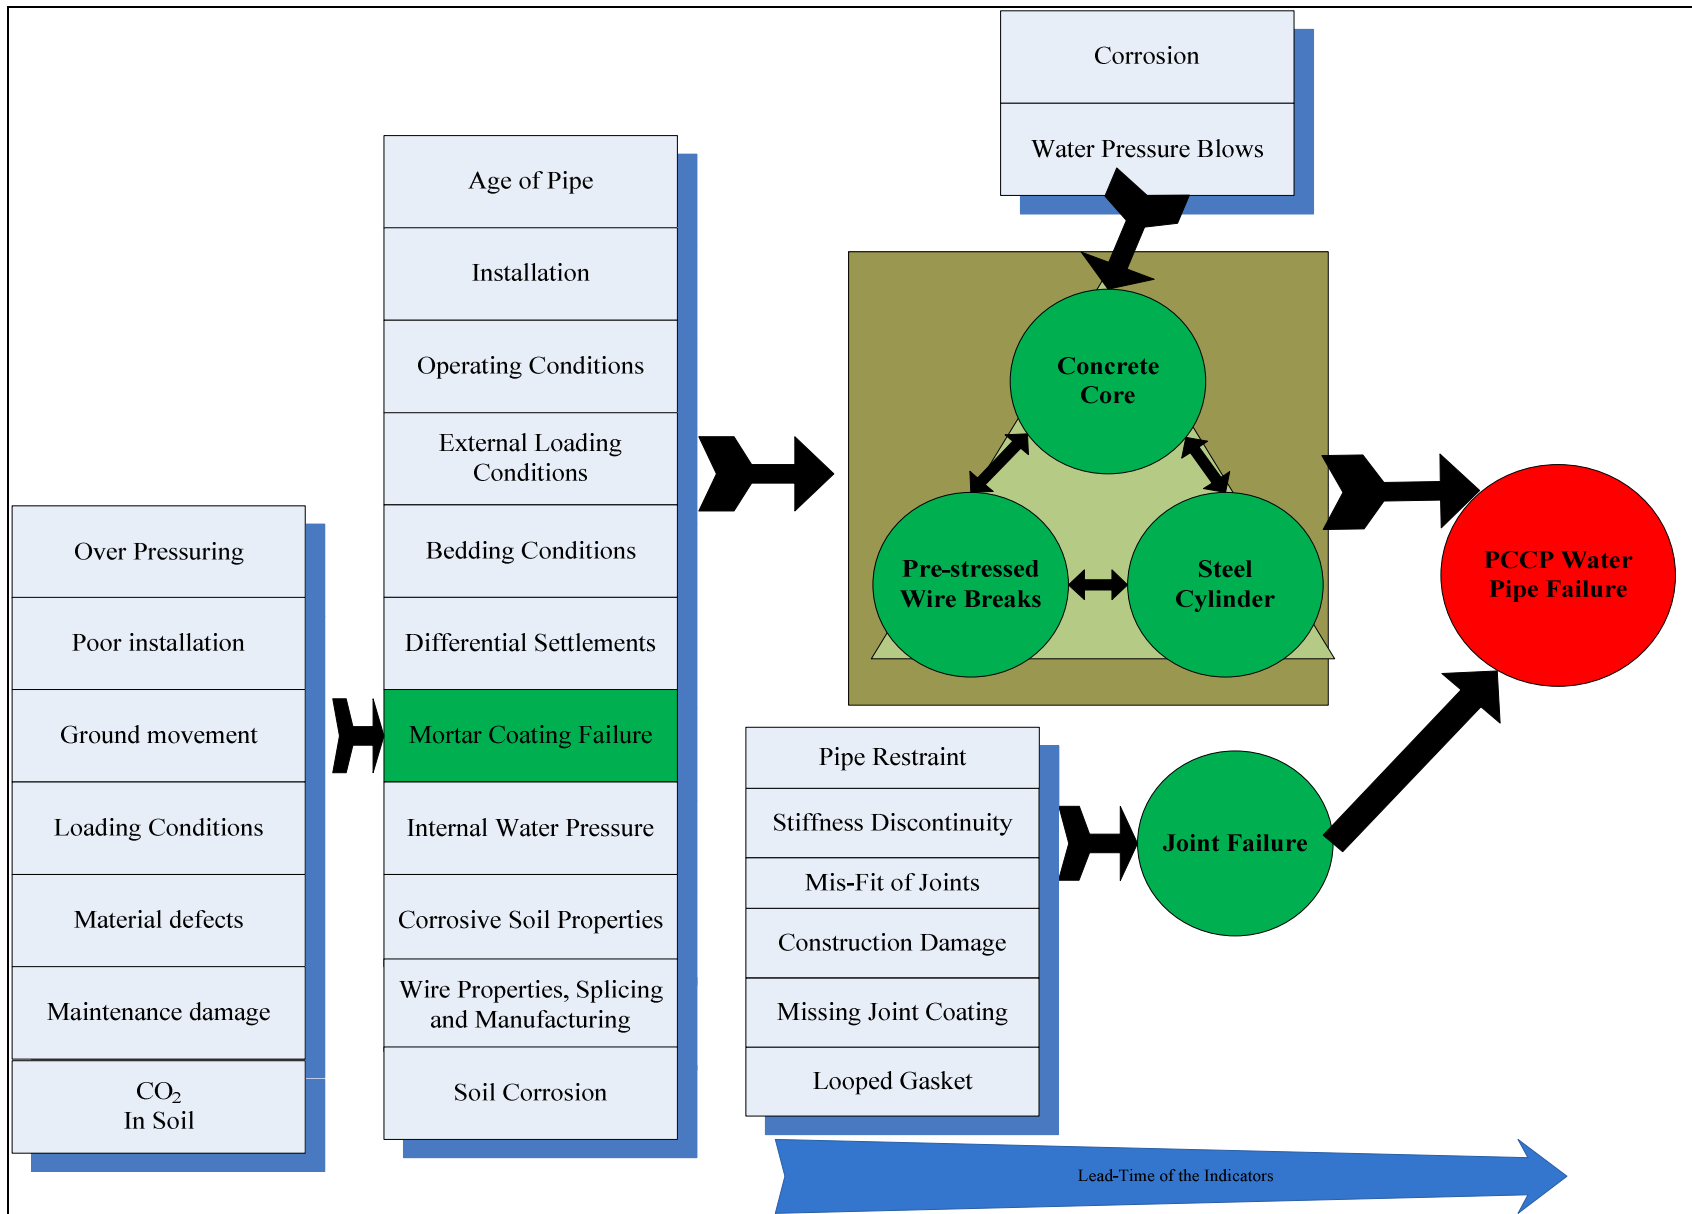 Over Pressuring
Poor installation
Ground movement
Loading Conditions
Material defects
Maintenance damage
CO₂
In Soil
Age of Pipe
Installation
Operating Conditions
External Loading
Conditions
Bedding Conditions
Differential Settlements
Mortar Coating Failure
Internal Water Pressure
Corrosive Soil Properties
Wire Properties, Splicing
and Manufacturing
Soil Corrosion
Corrosion
Water Pressure Blows
Concrete
Core
Pre-stressed
Wire Breaks
Steel
Cylinder
Pipe Restraint
Stiffness Discontinuity
Mis-Fit of Joints
Construction Damage
Missing Joint Coating
Looped Gasket
Joint Failure
PCCP Water
Pipe Failure
Lead-Time of the Indicators